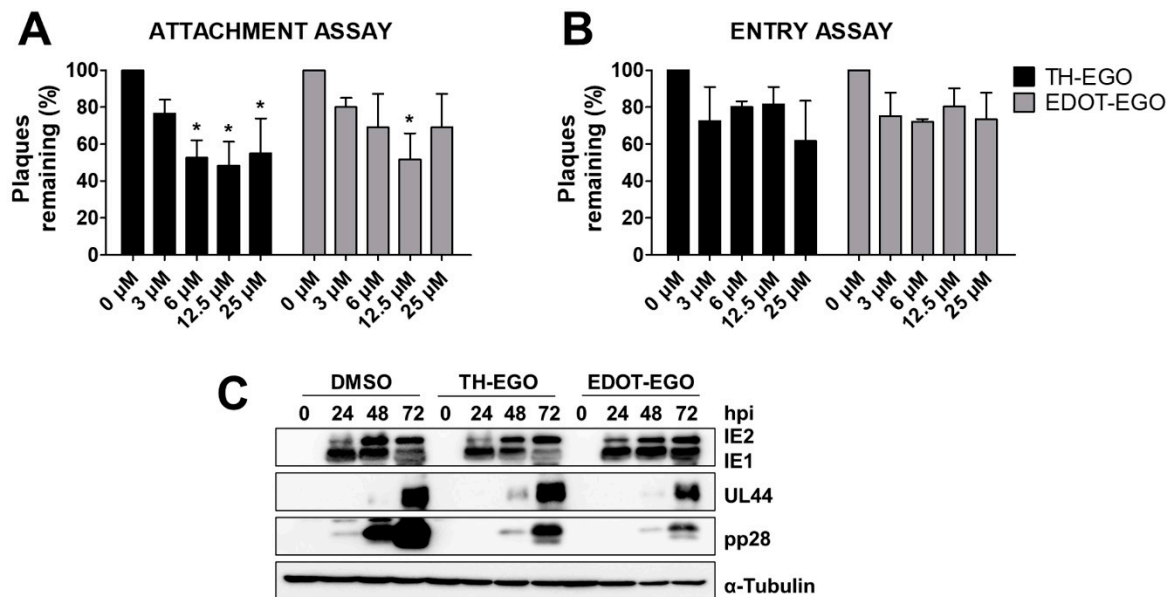 A
ATTACHMENT ASSAY
Plaques
remaining (%)
100
80
60
40
20
0
* * * *
0 µM 3 µM 6 µM 12.5 µM 25 µM 0 µM 3 µM 6 µM 12.5 µM 25 µM
B
ENTRY ASSAY
Plaques
remaining (%)
100
80
60
40
20
0
0 µM 3 µM 6 µM 12.5 µM 25 µM 0 µM 3 µM 6 µM 12.5 µM 25 µM
TH-EGO
EDOT-EGO
C
DMSO TH-EGO EDOT-EGO
0 24 48 72 0 24 48 72 0 24 48 72 hpi
IE2
IE1
UL44
pp28
α-Tubulin